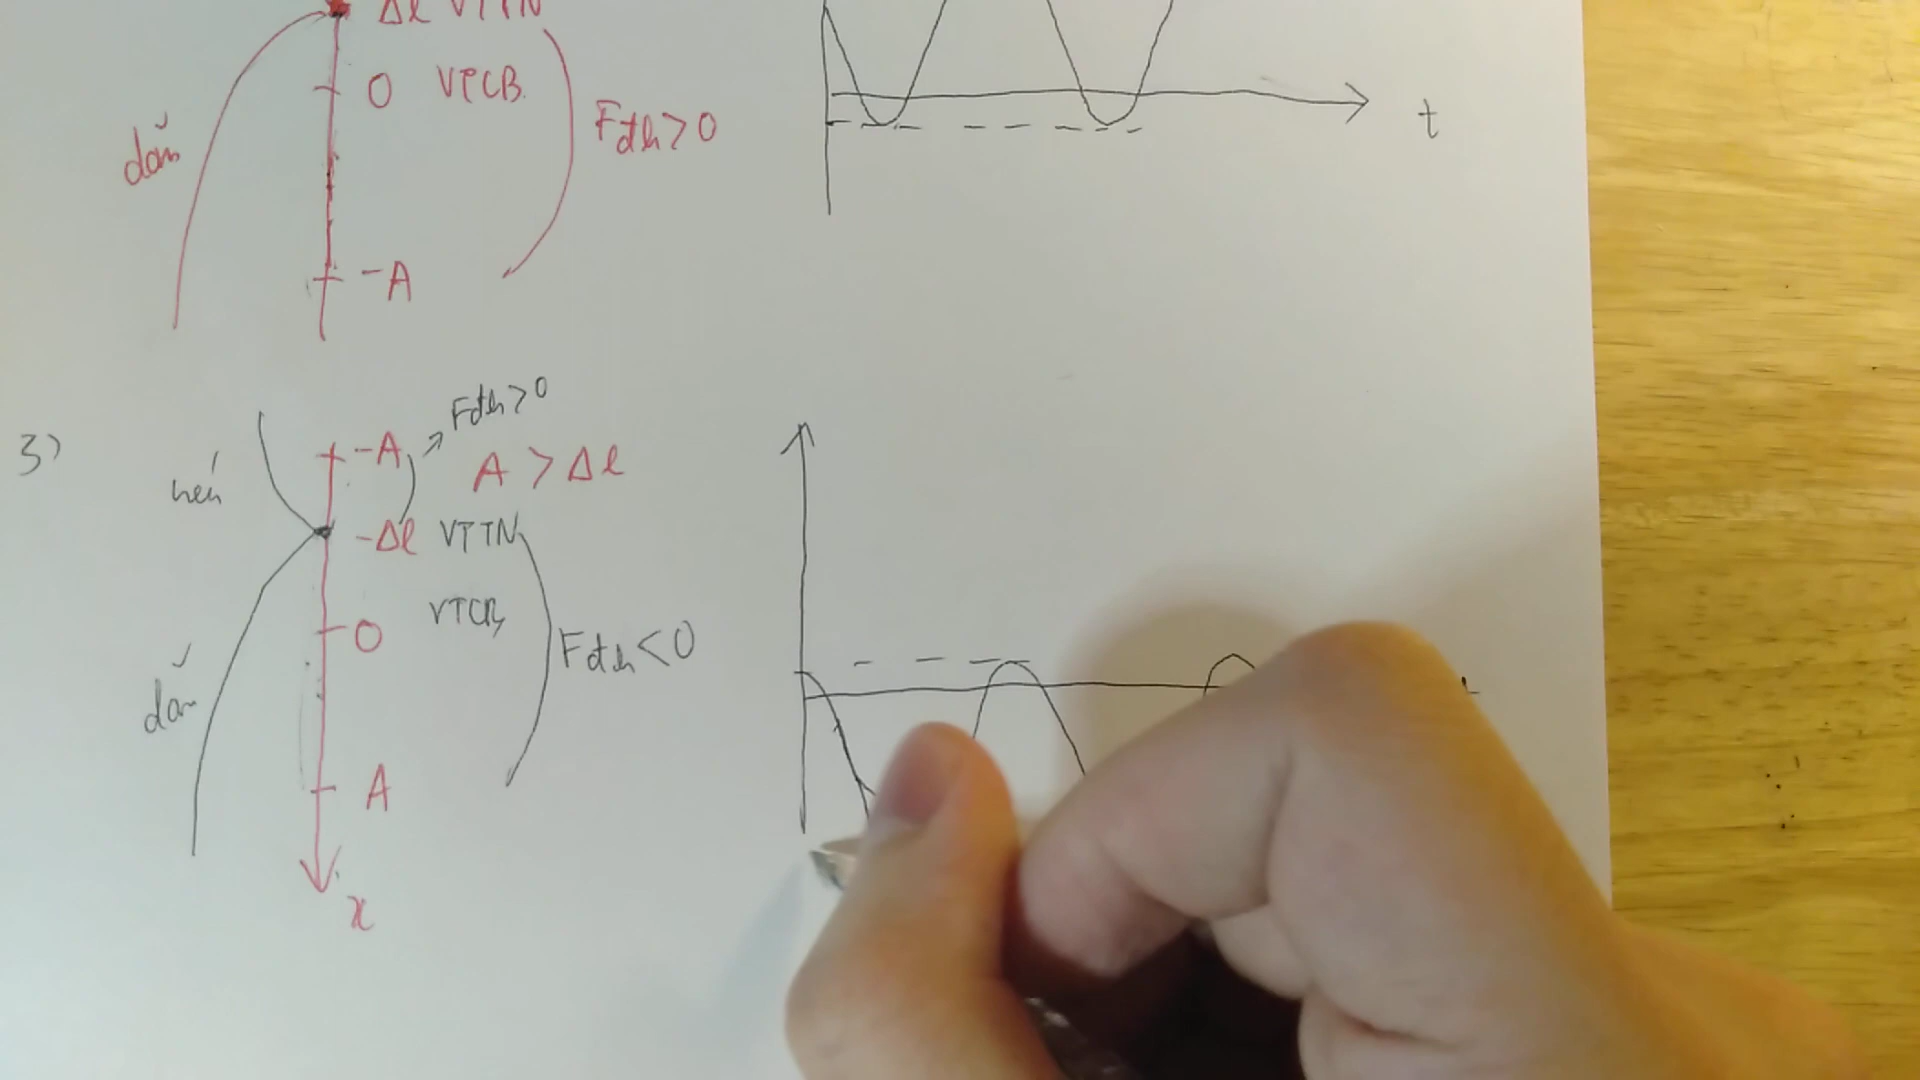 Δl VTTN
O VTCB
dãn
Fđh>0
t
-A
Fđh>0
3)
-A
A > Δl
nén
-Δl VTTN
VTCB
O
Fđh<0
dãn
A
x